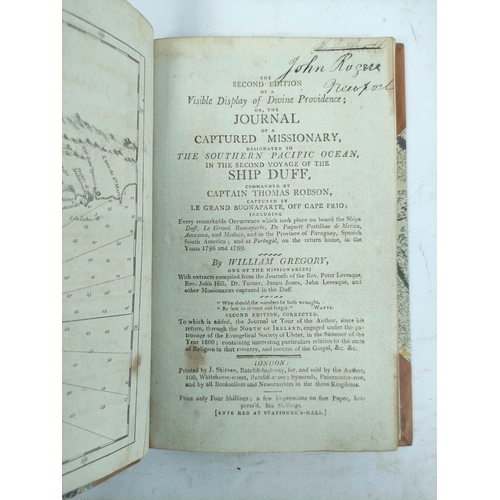 John Rogers
Newport
THE
SECOND EDITION
OF A
Visible Display of Divine Providence;
OR, THE
JOURNAL
OF A
CAPTURED MISSIONARY,
DESIGNATED TO
THE SOUTHERN PACIFIC OCEAN,
IN THE SECOND VOYAGE OF THE
SHIP DUFF,
COMMANDED BY
CAPTAIN THOMAS ROBSON,
CAPTURED BY
LE GRAND BUONAPARTE, OFF CAPE FRIO;
INCLUDING
Every remarkable Occurrence which took place on board the Ships
Duff, Le Grand Buonaparte, De Paquett Postillon de Merica,
Amazona, and Medusa, and in the Province of Paraguay, Spanish
South America; and at Portugal, on the return home, in the
Years 1798 and 1799.
By WILLIAM GREGORY,
ONE OF THE MISSIONARIES;
With extracts compiled from the Journals of the Rev. Peter Levesque,
Rev. John Hill, Dr. Turner, James Jones, John Levesque, and
other Missionaries captured in the Duff.
" Why should the wonders he hath wrought,
" Be lost in silence and forgot." WATTS.
SECOND EDITION, CORRECTED.
To which is added, the Journal or Tour of the Author, since his
return, through the NORTH OF IRELAND, engaged under the pa-
tronage of the Evangelical Society of Ulster, in the Summer of the
Year 1800; containing interesting particulars relative to the state
of Religion in that country, and success of the Gospel, &c. &c.
LONDON:
Printed by J. Skirven, Ratcliff-highway, for, and sold by the Author,
100, Whitehorse-street, Ratcliff-cross; Symonds, Paternoster-row,
and by all Booksellers and Newscarriers in the three Kingdoms.
Price only Four Shillings; a few impressions on fine Paper, hot-
press'd, Six Shillings.
[ENTERED AT STATIONER'S-HALL.]